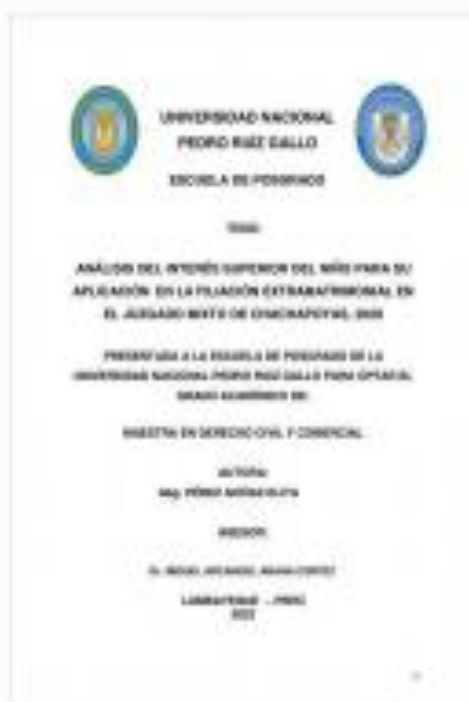 UNIVERSIDAD NACIONAL
PEDRO RUIZ GALLO
ESCUELA DE POSGRADO
TESIS
ANÁLISIS DEL INTERÉS SUPERIOR DEL NIÑO PARA SU
APLICACIÓN EN LA FILIACIÓN EXTRAMATRIMONIAL EN
EL JUZGADO MIXTO DE CHACHAPOYAS,
PRESENTADA A LA ESCUELA DE POSGRADO DE LA
UNIVERSIDAD NACIONAL PEDRO RUIZ GALLO PARA OPTAR EL
GRADO ACADÉMICO DE:
MAESTRA EN DERECHO CIVIL Y COMERCIAL
AUTORA:
PÉREZ
ASESOR:
LAMBAYEQUE - PERÚ
2022